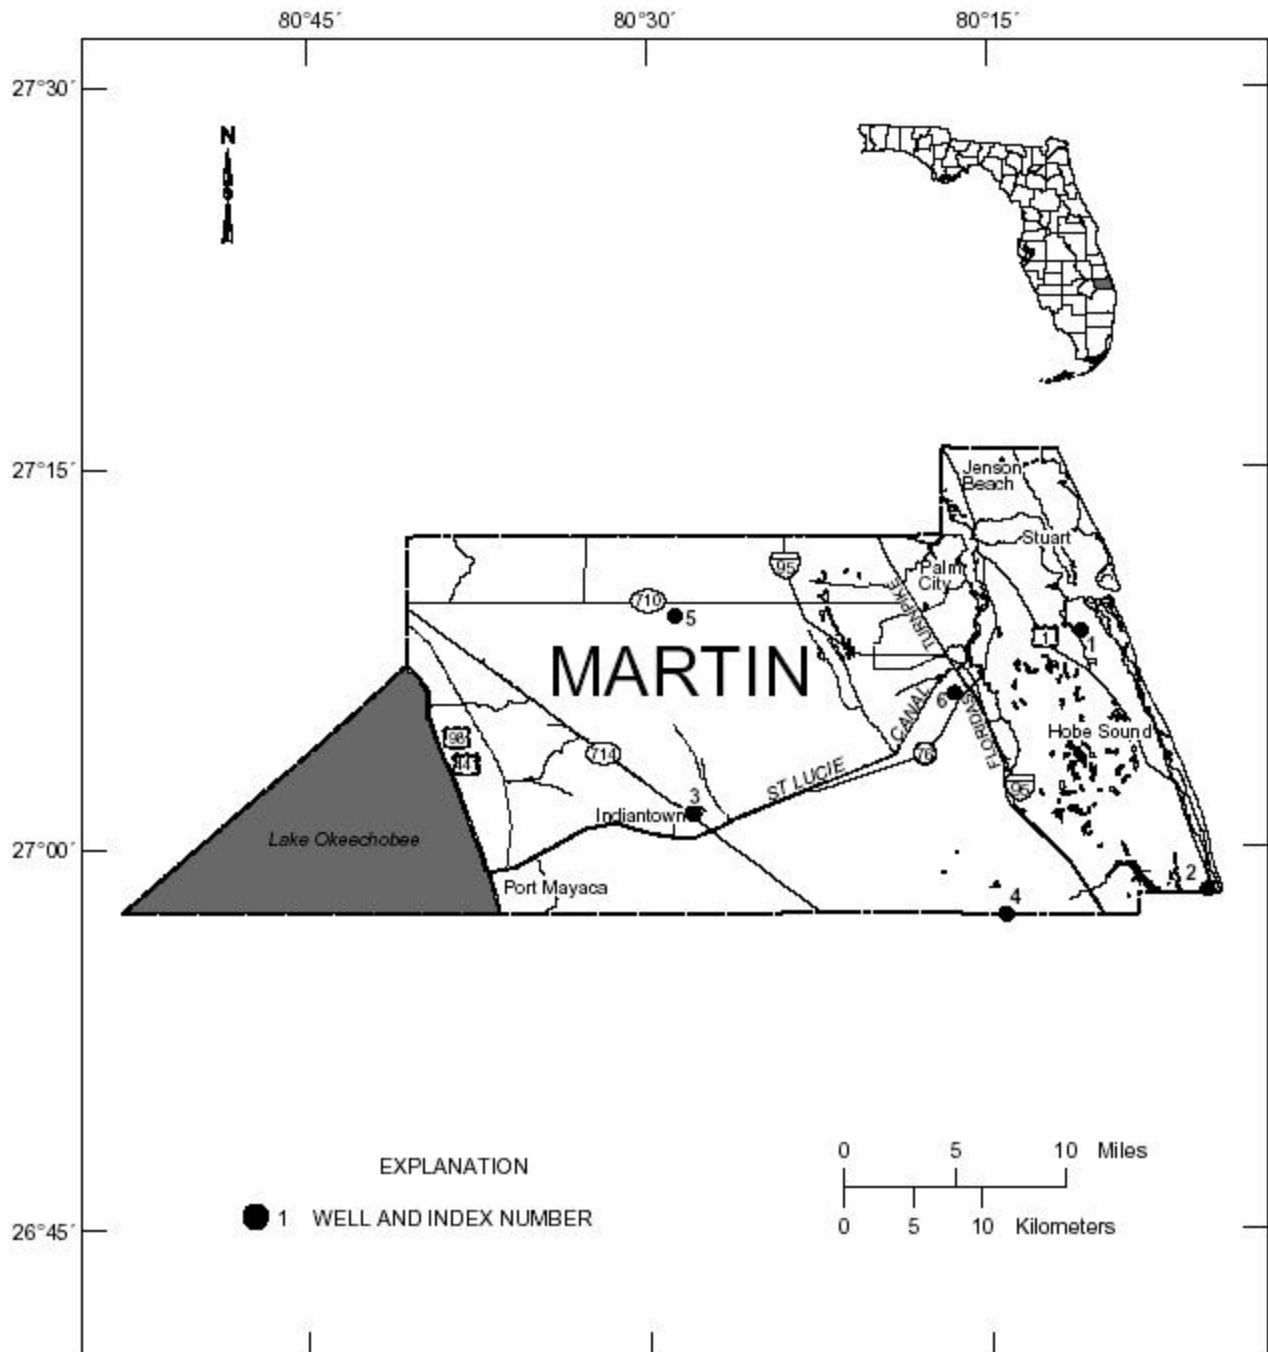 80°45´ 80°30´ 80°15´
27°30´
N
27°15´
Jenson
Beach
Stuart
95
Palm
City
710
5
TURNPIKE
1
1
MARTIN
6
CANAL
FLORIDAS
98
441
714
76
Hobe Sound
ST LUCIE
95
3
Indiantown
Lake Okeechobee
27°00´
Port Mayaca
2
4
EXPLANATION
1 WELL AND INDEX NUMBER
0 5 10 Miles
0 5 10 Kilometers
26°45´